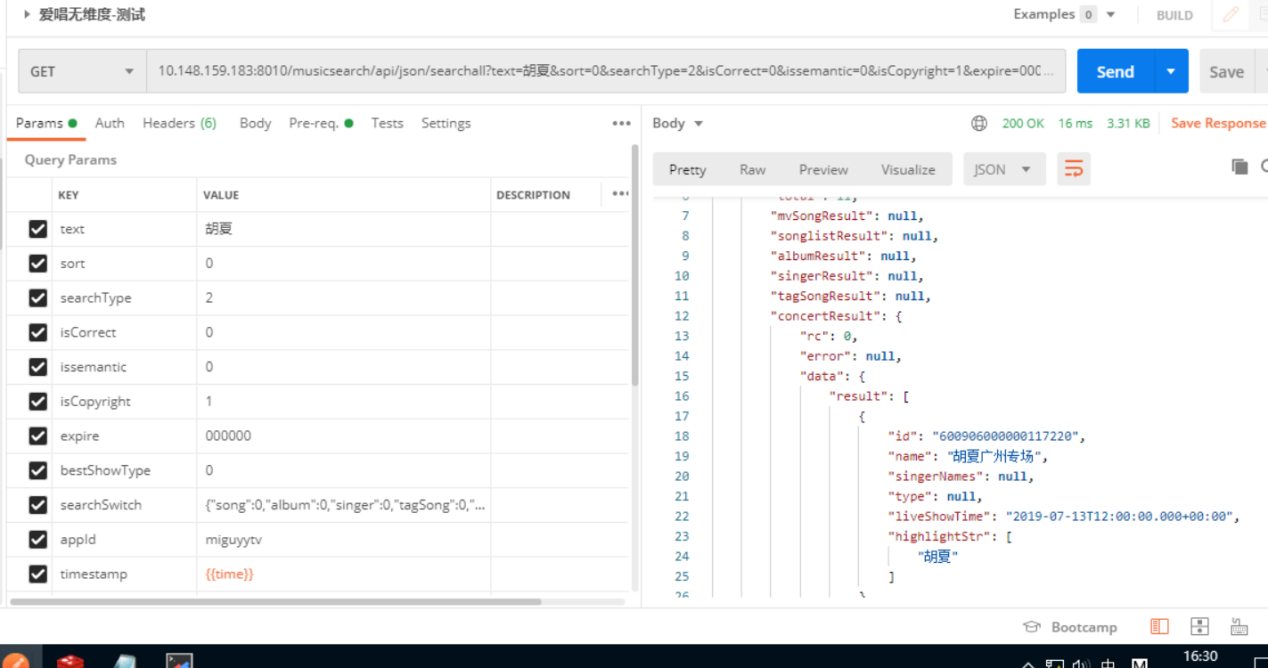 爱唱无维度-测试
Examples 0
BUILD
GET
10.148.159.183:8010/musicsearch/api/json/searchall?text=胡夏&sort=0&searchType=2&isCorrect=0&issemantic=0&isCopyright=1&expire=000...
Send
Save
Params
Auth
Headers (6)
Body
Pre-req.
Tests
Settings
Query Params
KEY VALUE DESCRIPTION
text 胡夏
sort 0
searchType 2
isCorrect 0
issemantic 0
isCopyright 1
expire 000000
bestShowType 0
searchSwitch {"song":0,"album":0,"singer":0,"tagSong":0,"...
appId miguyytv
timestamp {{time}}
Body
200 OK 16 ms 3.31 KB Save Response
Pretty Raw Preview Visualize JSON
7 "mvSongResult": null,
8 "songlistResult": null,
9 "albumResult": null,
10 "singerResult": null,
11 "tagSongResult": null,
12 "concertResult": {
13 "rc": 0,
14 "error": null,
15 "data": {
16 "result": [
17 {
18 "id": "600906000000117220",
19 "name": "胡夏广州专场",
20 "singerNames": null,
21 "type": null,
22 "liveShowTime": "2019-07-13T12:00:00.000+00:00",
23 "highlightStr": [
24 "胡夏"
25 ]
26
Bootcamp
中 M 16:30